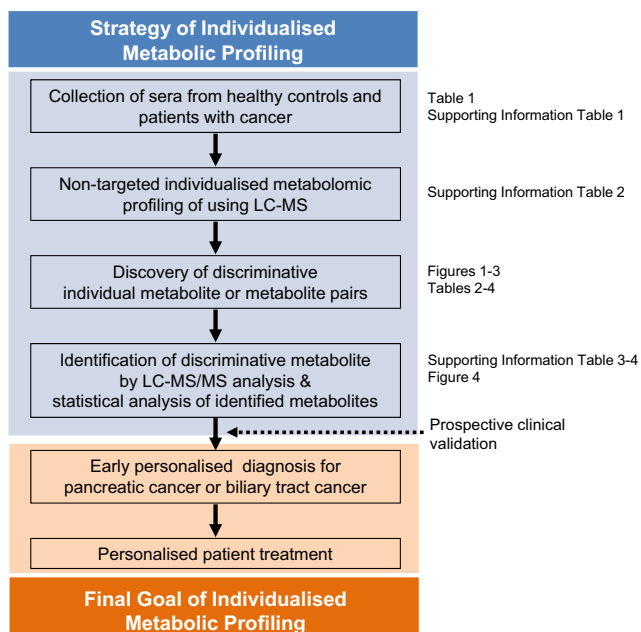 Strategy of Individualised
Metabolic Profiling
Collection of sera from healthy controls and
patients with cancer
Table 1
Supporting Information Table 1
Non-targeted individualised metabolomic
profiling of using LC-MS
Supporting Information Table 2
Discovery of discriminative
individual metabolite or metabolite pairs
Figures 1-3
Tables 2-4
Identification of discriminative metabolite
by LC-MS/MS analysis &
statistical analysis of identified metabolites
Supporting Information Table 3-4
Figure 4
Prospective clinical
validation
Early personalised diagnosis for
pancreatic cancer or biliary tract cancer
Personalised patient treatment
Final Goal of Individualised
Metabolic Profiling